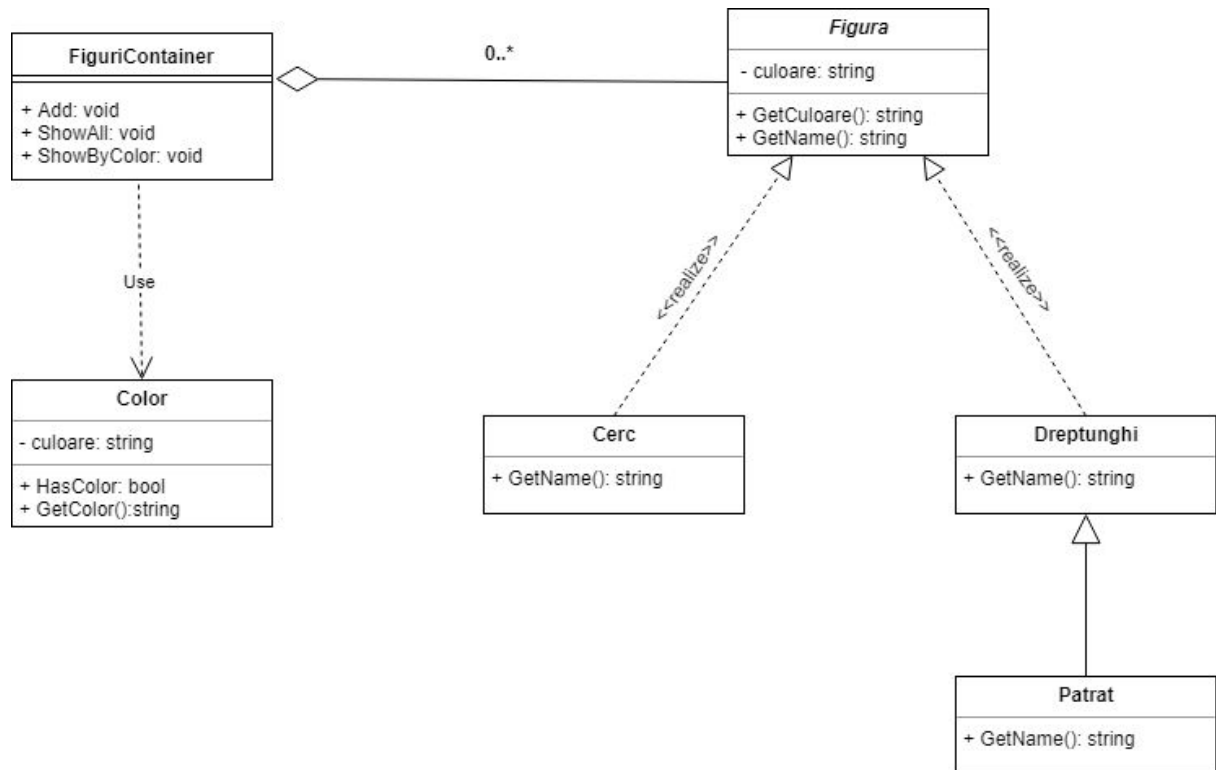 FiguriContainer
+ Add: void
+ ShowAll: void
+ ShowByColor: void
0..*
Figura
- culoare: string
+ GetCuloare(): string
+ GetName(): string
Use
<<realize>>
<<realize>>
Color
- culoare: string
+ HasColor: bool
+ GetColor():string
Cerc
+ GetName(): string
Dreptunghi
+ GetName(): string
Patrat
+ GetName(): string